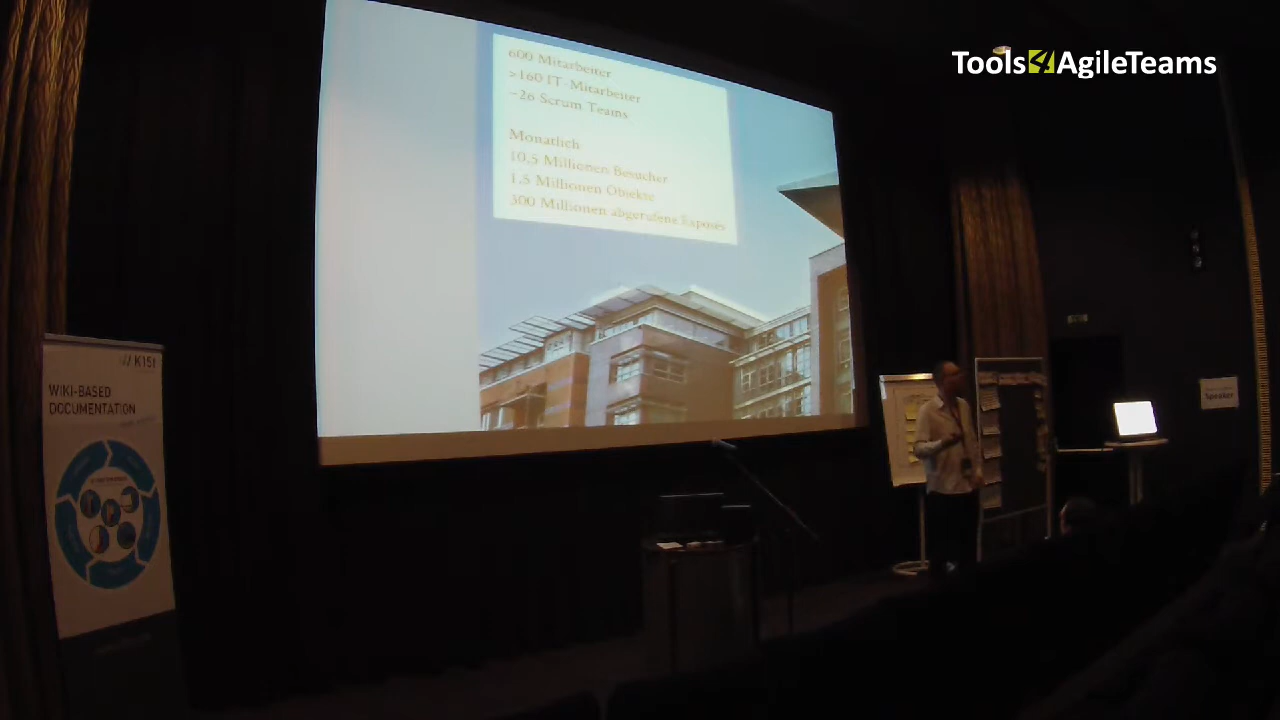 600 Mitarbeiter
>160 IT-Mitarbeiter
~26 Scrum Teams
Monatlich
10,5 Millionen Besucher
1,5 Millionen Objekte
300 Millionen abgerufene Exposés
Tools4AgileTeams
// K15t
WIKI-BASED
DOCUMENTATION
Speaker